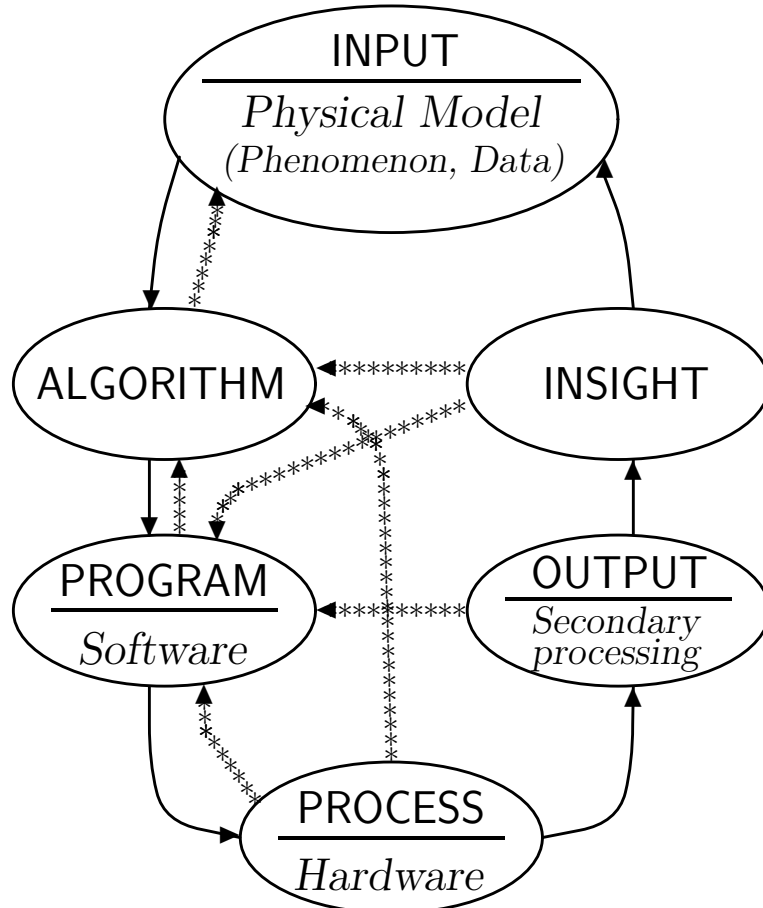 INPUT
Physical Model
(Phenomenon, Data)
ALGORITHM
INSIGHT
PROGRAM
Software
OUTPUT
Secondary
processing
PROCESS
Hardware